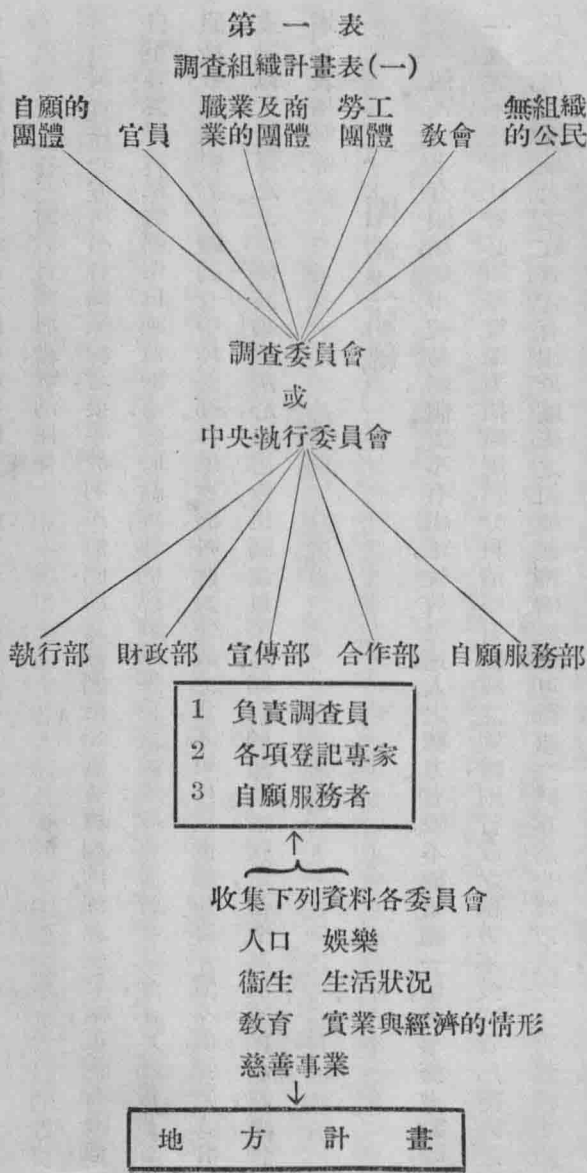 第一表
調查組織計畫表(一)
自願的團體 官員 職業及商業的團體 勞工團體 敎會 無組織的公民
調查委員會
或
中央執行委員會
執行部 財政部 宣傳部 合作部 自願服務部
1 負責調查員
2 各項登記專家
3 自願服務者
收集下列資料各委員會
人口 娛樂
衞生 生活狀況
敎育 實業與經濟的情形
慈善事業
地方計畫